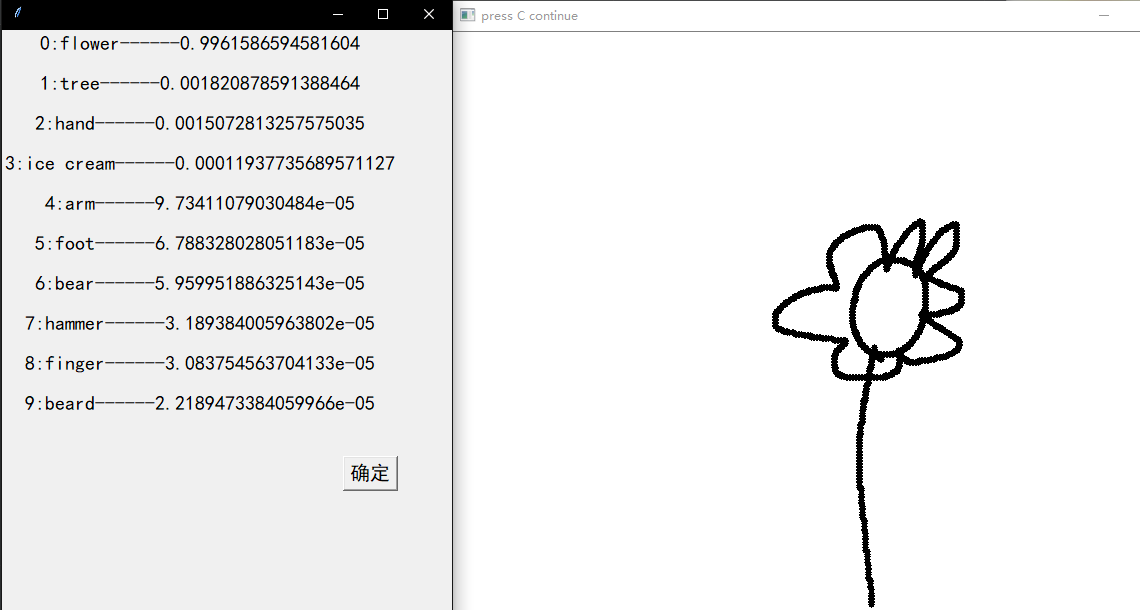 press C continue
0:flower------0.9961586594581604
1:tree------0.001820878591388464
2:hand------0.0015072813257575035
3:ice cream------0.00011937735689571127
4:arm------9.73411079030484e-05
5:foot------6.788328028051183e-05
6:bear------5.959951886325143e-05
7:hammer------3.189384005963802e-05
8:finger------3.083754563704133e-05
9:beard------2.2189473384059966e-05
确定